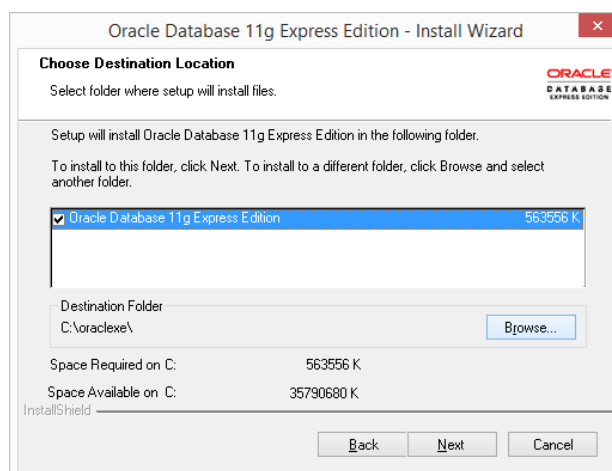 Oracle Database 11g Express Edition - Install Wizard
x
Choose Destination Location
Select folder where setup will install files.
ORACLE
DATABASE
EXPRESS EDITION
Setup will install Oracle Database 11g Express Edition in the following folder.
To install to this folder, click Next. To install to a different folder, click Browse and select
another folder.
Oracle Database 11g Express Edition 563556 K
Destination Folder
C:\oraclexe\ Browse...
Space Required on C: 563556 K
Space Available on C: 35790680 K
InstallShield
Back Next Cancel